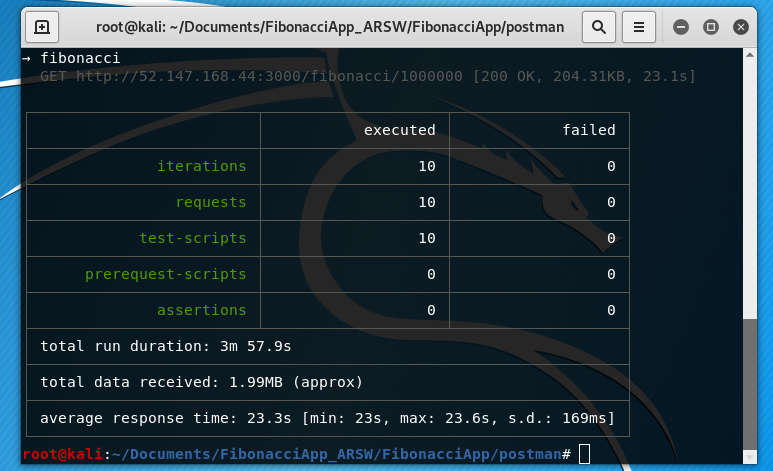 root@kali: ~/Documents/FibonacciApp_ARSW/FibonacciApp/postman
→ fibonacci
GET http://52.147.168.44:3000/fibonacci/1000000 [200 OK, 204.31KB, 23.1s]
executed failed
iterations 10 0
requests 10 0
test-scripts 10 0
prerequest-scripts 0 0
assertions 0 0
total run duration: 3m 57.9s
total data received: 1.99MB (approx)
average response time: 23.3s [min: 23s, max: 23.6s, s.d.: 169ms]
root@kali:~/Documents/FibonacciApp_ARSW/FibonacciApp/postman#